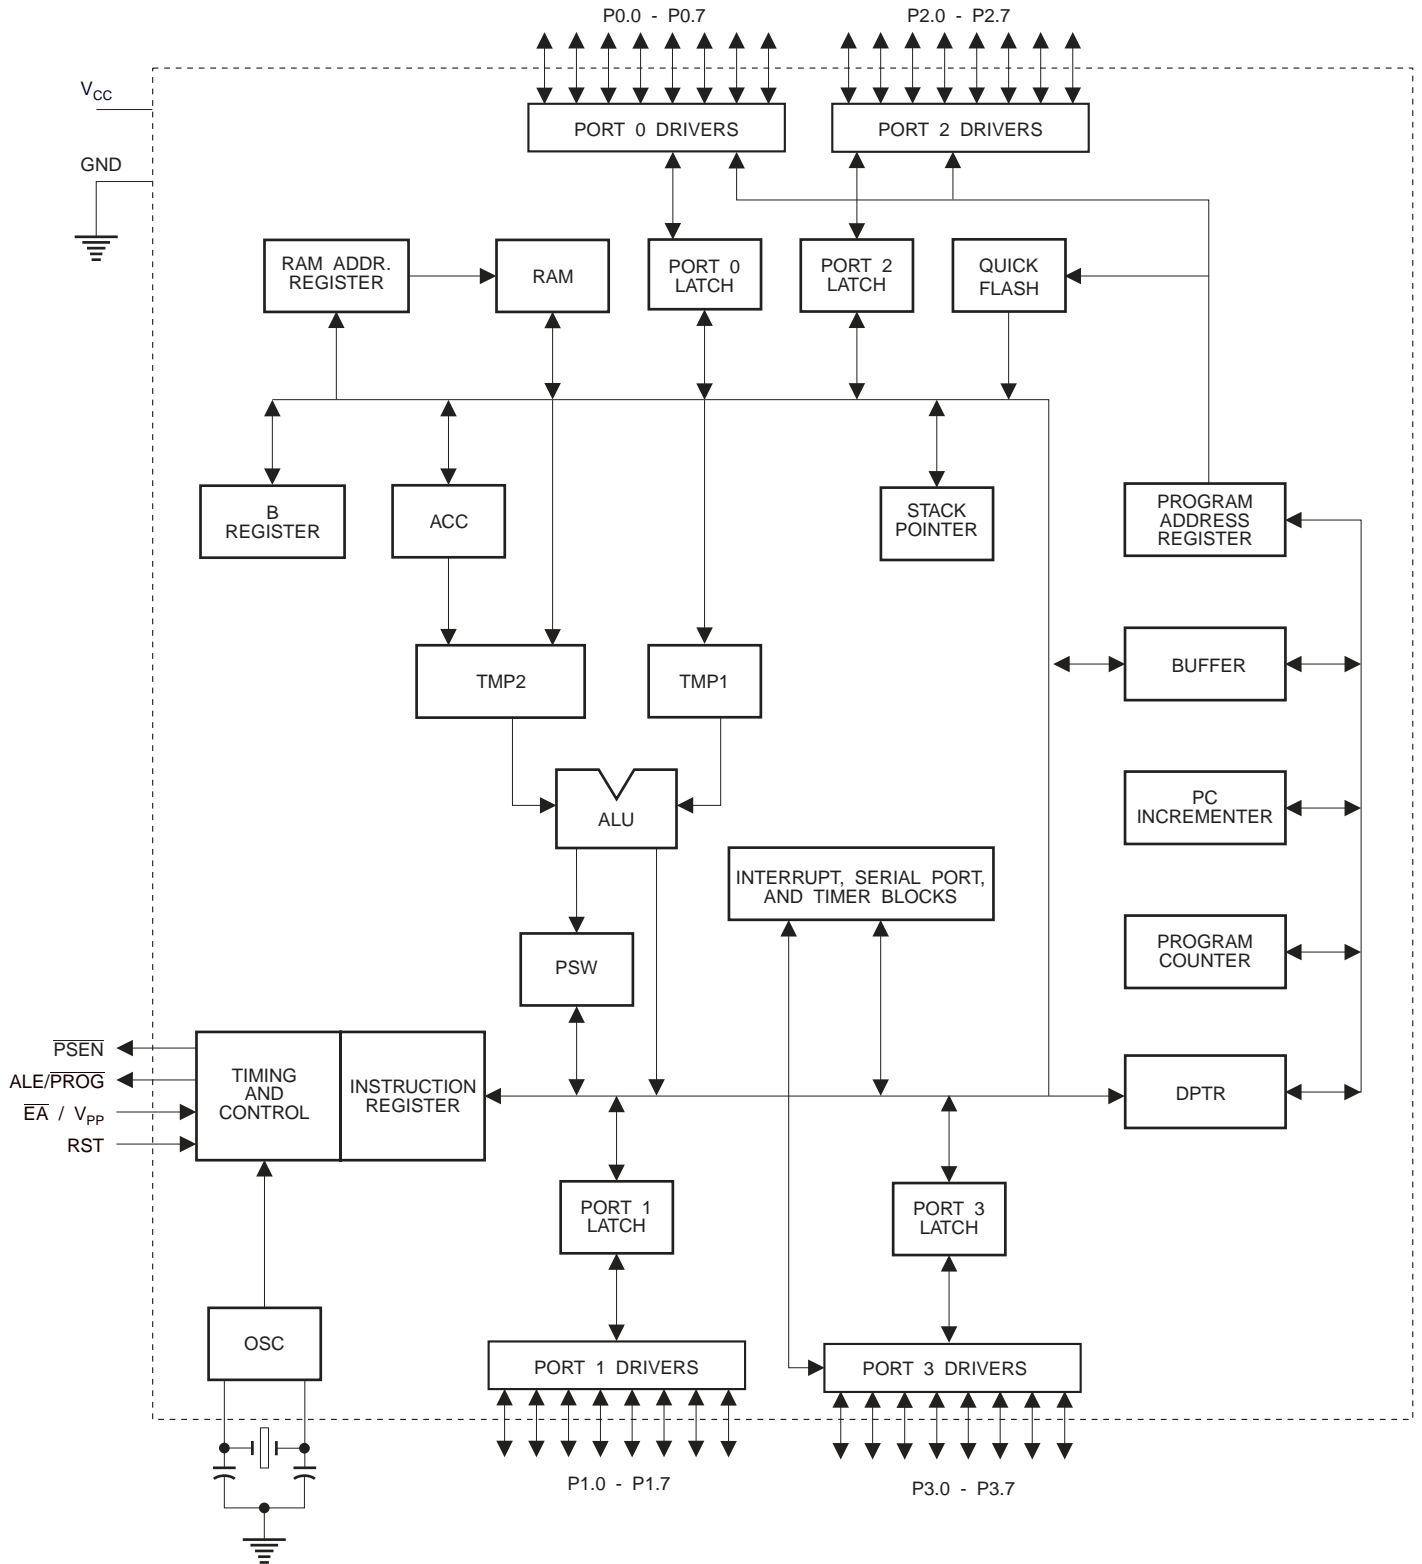 P0.0 - P0.7
P2.0 - P2.7
VCC
PORT 0 DRIVERS
PORT 2 DRIVERS
GND
RAM ADDR.
REGISTER
RAM
PORT 0
LATCH
PORT 2
LATCH
QUICK
FLASH
B
REGISTER
ACC
STACK
POINTER
PROGRAM
ADDRESS
REGISTER
BUFFER
TMP2
TMP1
ALU
PC
INCREMENTER
INTERRUPT, SERIAL PORT,
AND TIMER BLOCKS
PROGRAM
COUNTER
PSW
PSEN
ALE/PROG
EA / VPP
RST
TIMING
AND
CONTROL
INSTRUCTION
REGISTER
DPTR
PORT 1
LATCH
PORT 3
LATCH
OSC
PORT 1 DRIVERS
PORT 3 DRIVERS
P1.0 - P1.7
P3.0 - P3.7